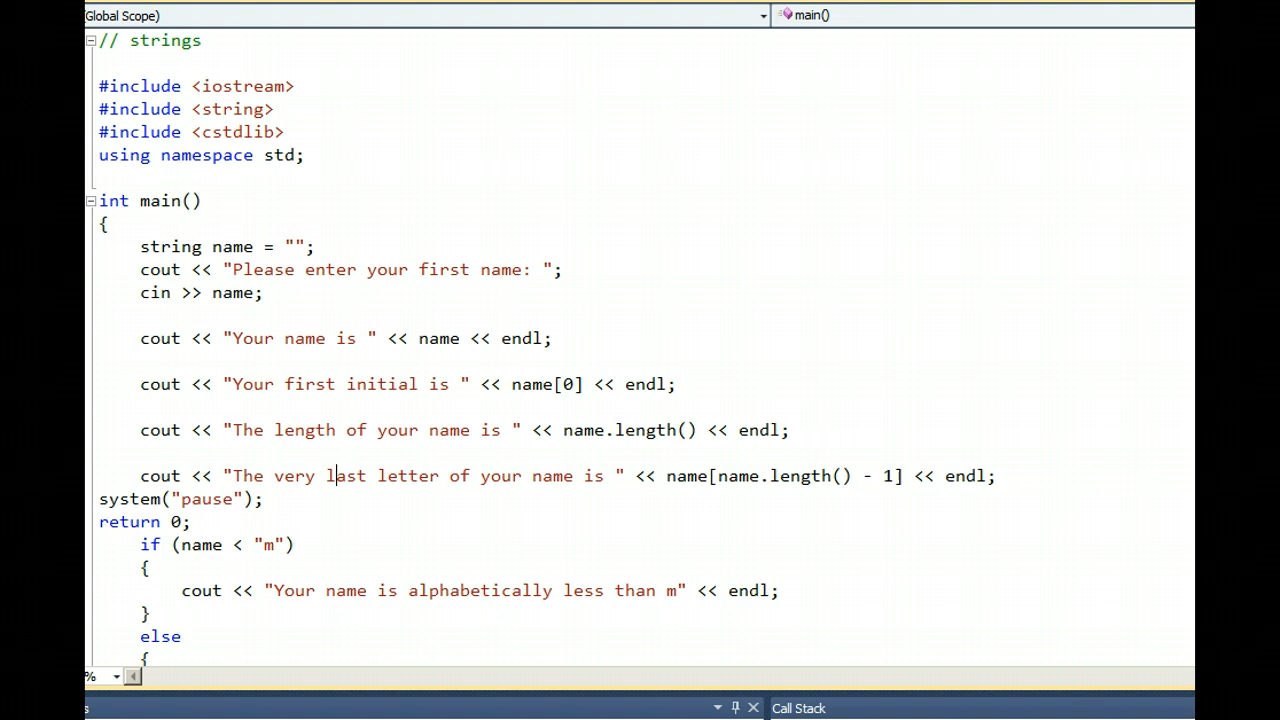 (Global Scope) main()
// strings
#include <iostream>
#include <string>
#include <cstdlib>
using namespace std;
int main()
{
string name = "";
cout << "Please enter your first name: ";
cin >> name;
cout << "Your name is " << name << endl;
cout << "Your first initial is " << name[0] << endl;
cout << "The length of your name is " << name.length() << endl;
cout << "The very last letter of your name is " << name[name.length() - 1] << endl;
system("pause");
return 0;
if (name < "m")
{
cout << "Your name is alphabetically less than m" << endl;
}
else
{
%
s Call Stack